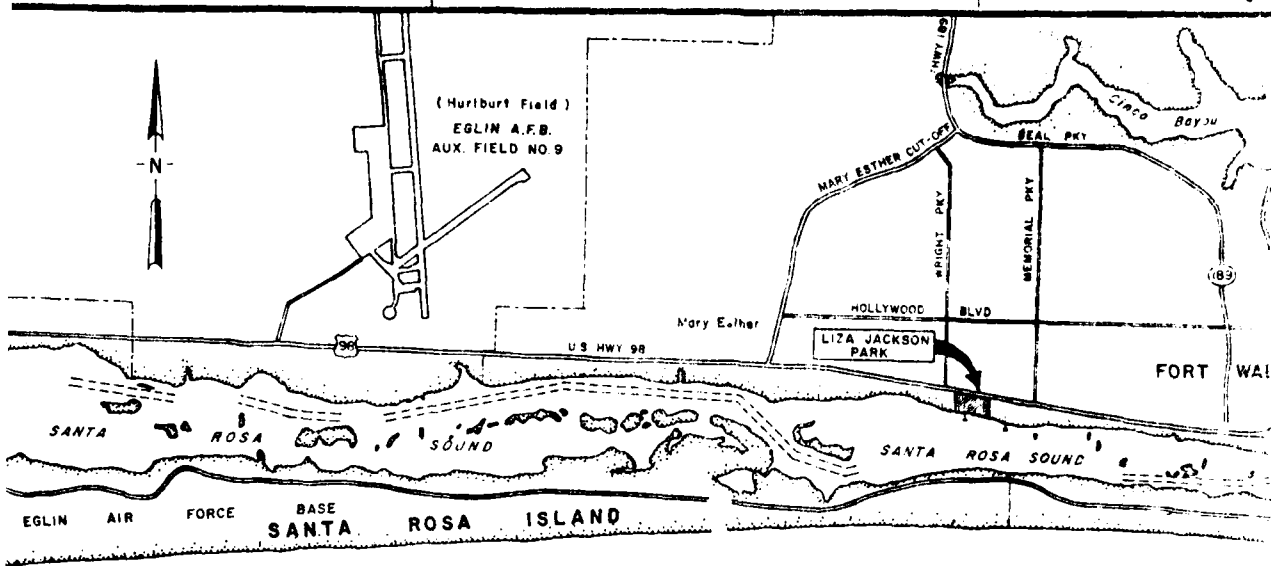 HWY 189
(Hurlburt Field)
EGLIN A.F.B.
AUX. FIELD NO. 9
-N-
Cinco Bayou
BEAL PKY
MARY ESTHER CUT-OFF
WRIGHT PKY
MEMORIAL PKY
189
HOLLYWOOD BLVD
Mary Esther
LIZA JACKSON
PARK
98
U S HWY 98
FORT WAL
SANTA ROSA SOUND
SANTA ROSA SOUND
S
EGLIN AIR FORCE BASE
SANTA ROSA ISLAND